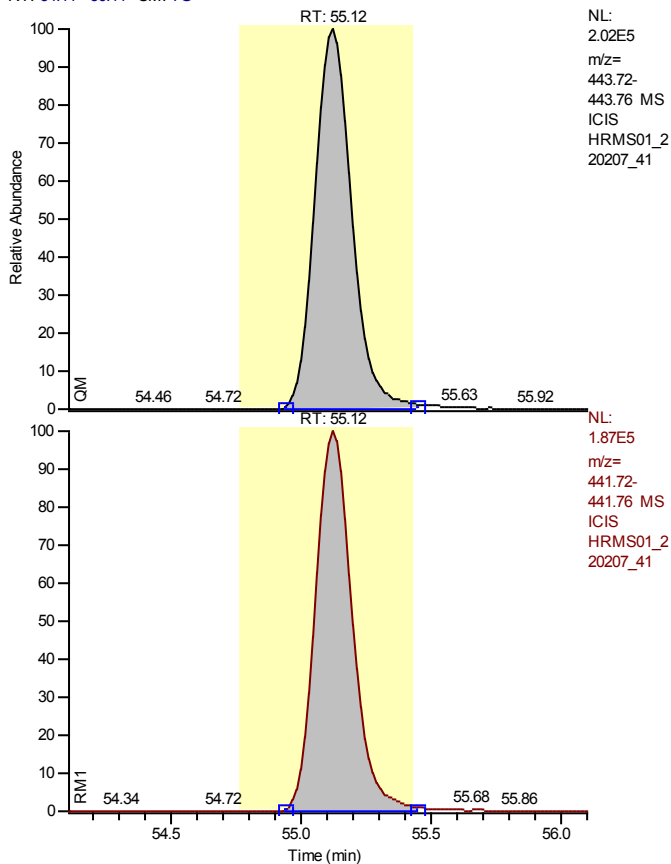 RT: 55.12
NL:
2.02E5
m/z=
443.72-
443.76 MS
ICIS
HRMS01_2
20207_41
100
90
80
70
60
50
40
30
20
10
0
Relative Abundance
QM
54.46 54.72 55.63 55.92
RT: 55.12
NL:
1.87E5
m/z=
441.72-
441.76 MS
ICIS
HRMS01_2
20207_41
100
90
80
70
60
50
40
30
20
10
0
RM1
54.34 54.72 55.68 55.86
54.5 55.0 55.5 56.0
Time (min)